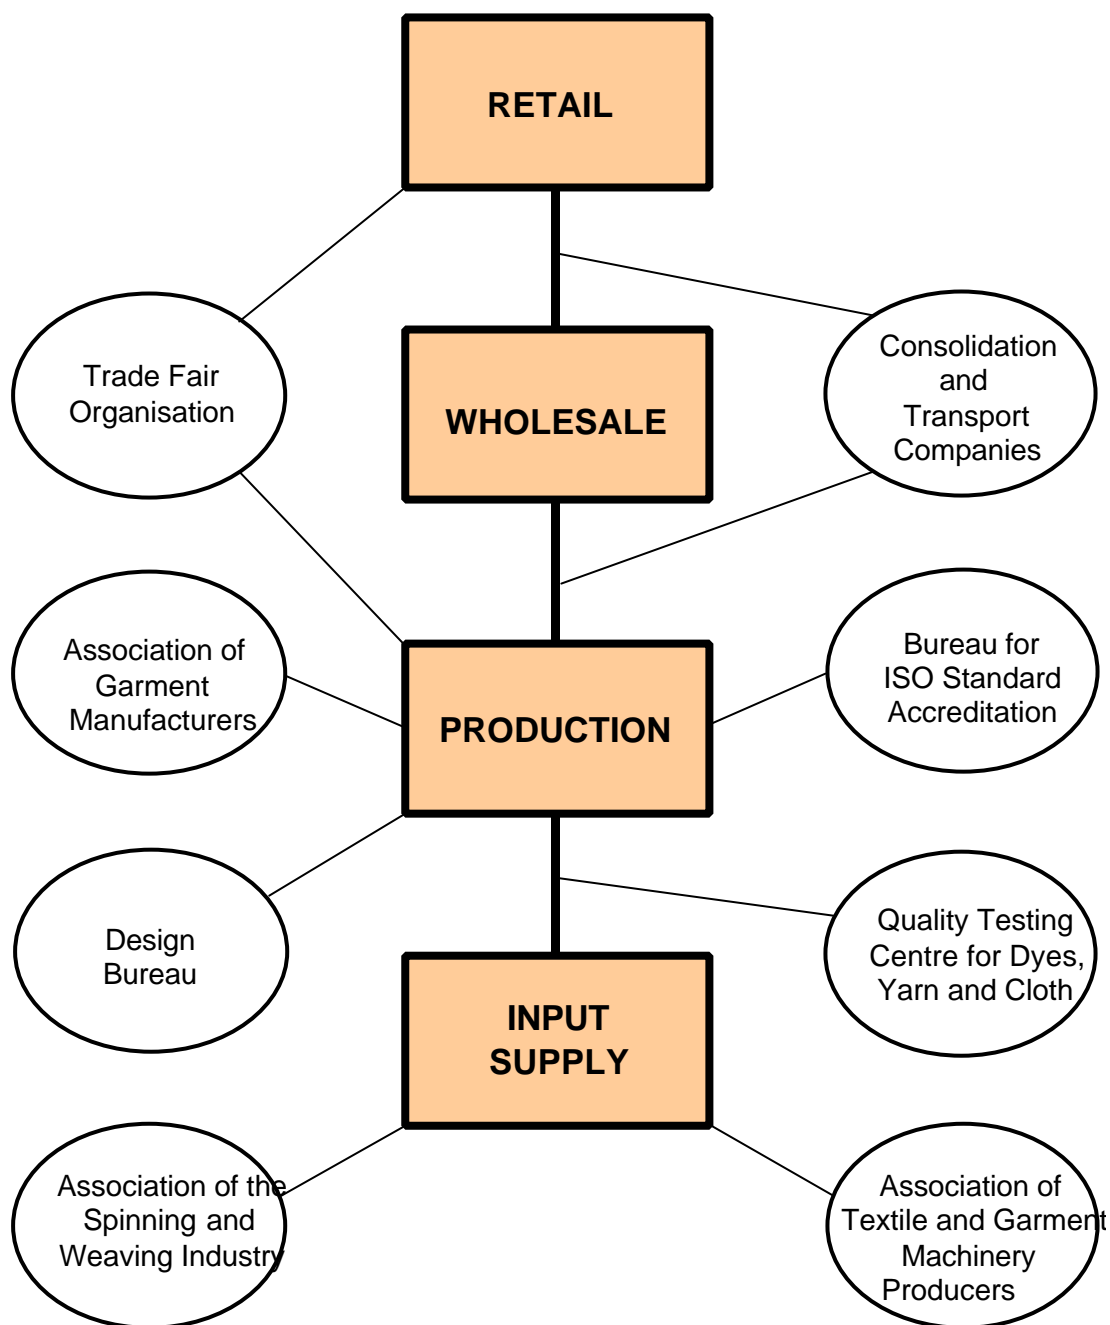 RETAIL
Trade Fair
Organisation
Consolidation
and
Transport
Companies
WHOLESALE
Association of
Garment
Manufacturers
Bureau for
ISO Standard
Accreditation
PRODUCTION
Design
Bureau
Quality Testing
Centre for Dyes,
Yarn and Cloth
INPUT
SUPPLY
Association of the
Spinning and
Weaving Industry
Association of
Textile and Garment
Machinery
Producers